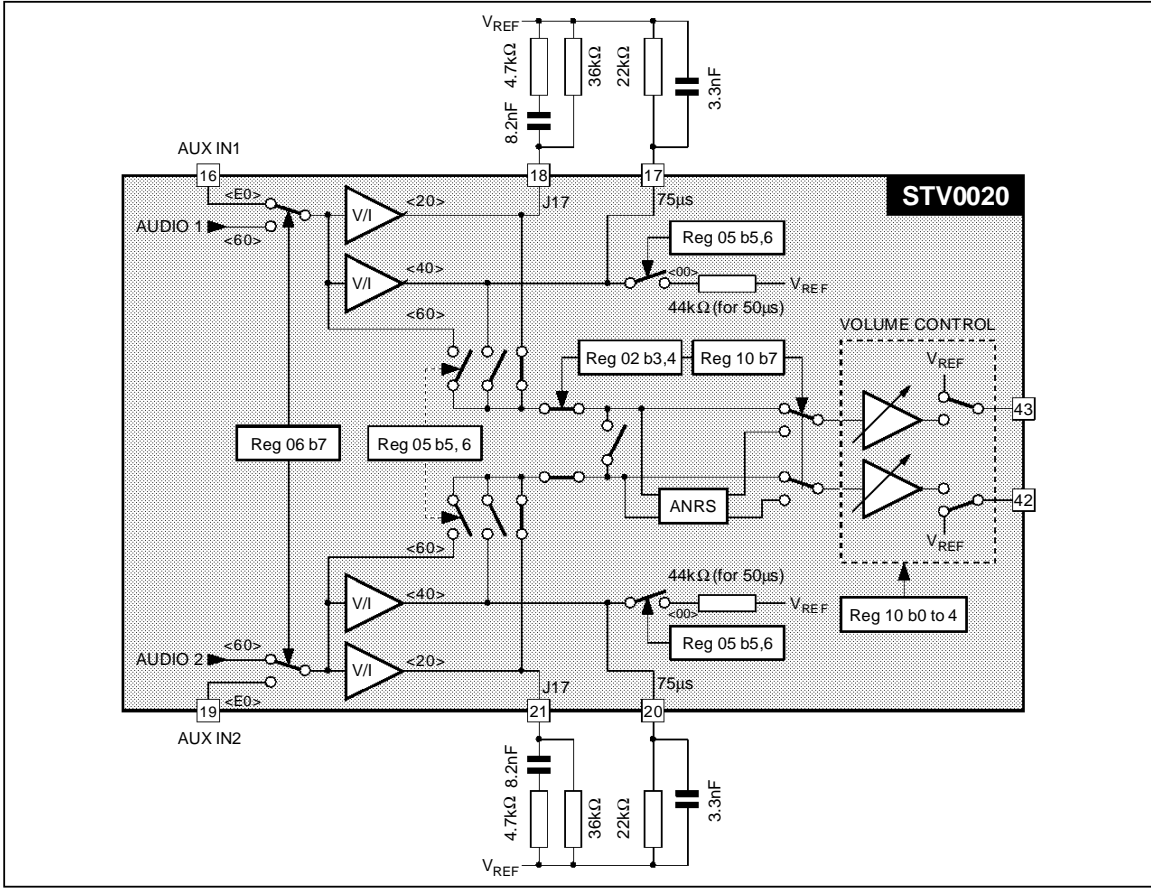 VREF
4.7kΩ
36kΩ
22kΩ
3.3nF
8.2nF
AUX IN1
16
18
17
<E0>
<20>
J17
75µs
STV0020
V/I
AUDIO 1
<60>
Reg 05 b5,6
<40>
V/I
<00>
VREF
44kΩ (for 50µs)
<60>
VOLUME CONTROL
Reg 02 b3,4
Reg 10 b7
VREF
43
Reg 06 b7
Reg 05 b5, 6
ANRS
42
VREF
<60>
44kΩ (for 50µs)
<40>
V/I
<00>
VREF
Reg 10 b0 to 4
AUDIO 2
<60>
Reg 05 b5,6
<20>
V/I
J17
75µs
<E0>
19
21
20
AUX IN2
8.2nF
4.7kΩ
36kΩ
22kΩ
3.3nF
VREF